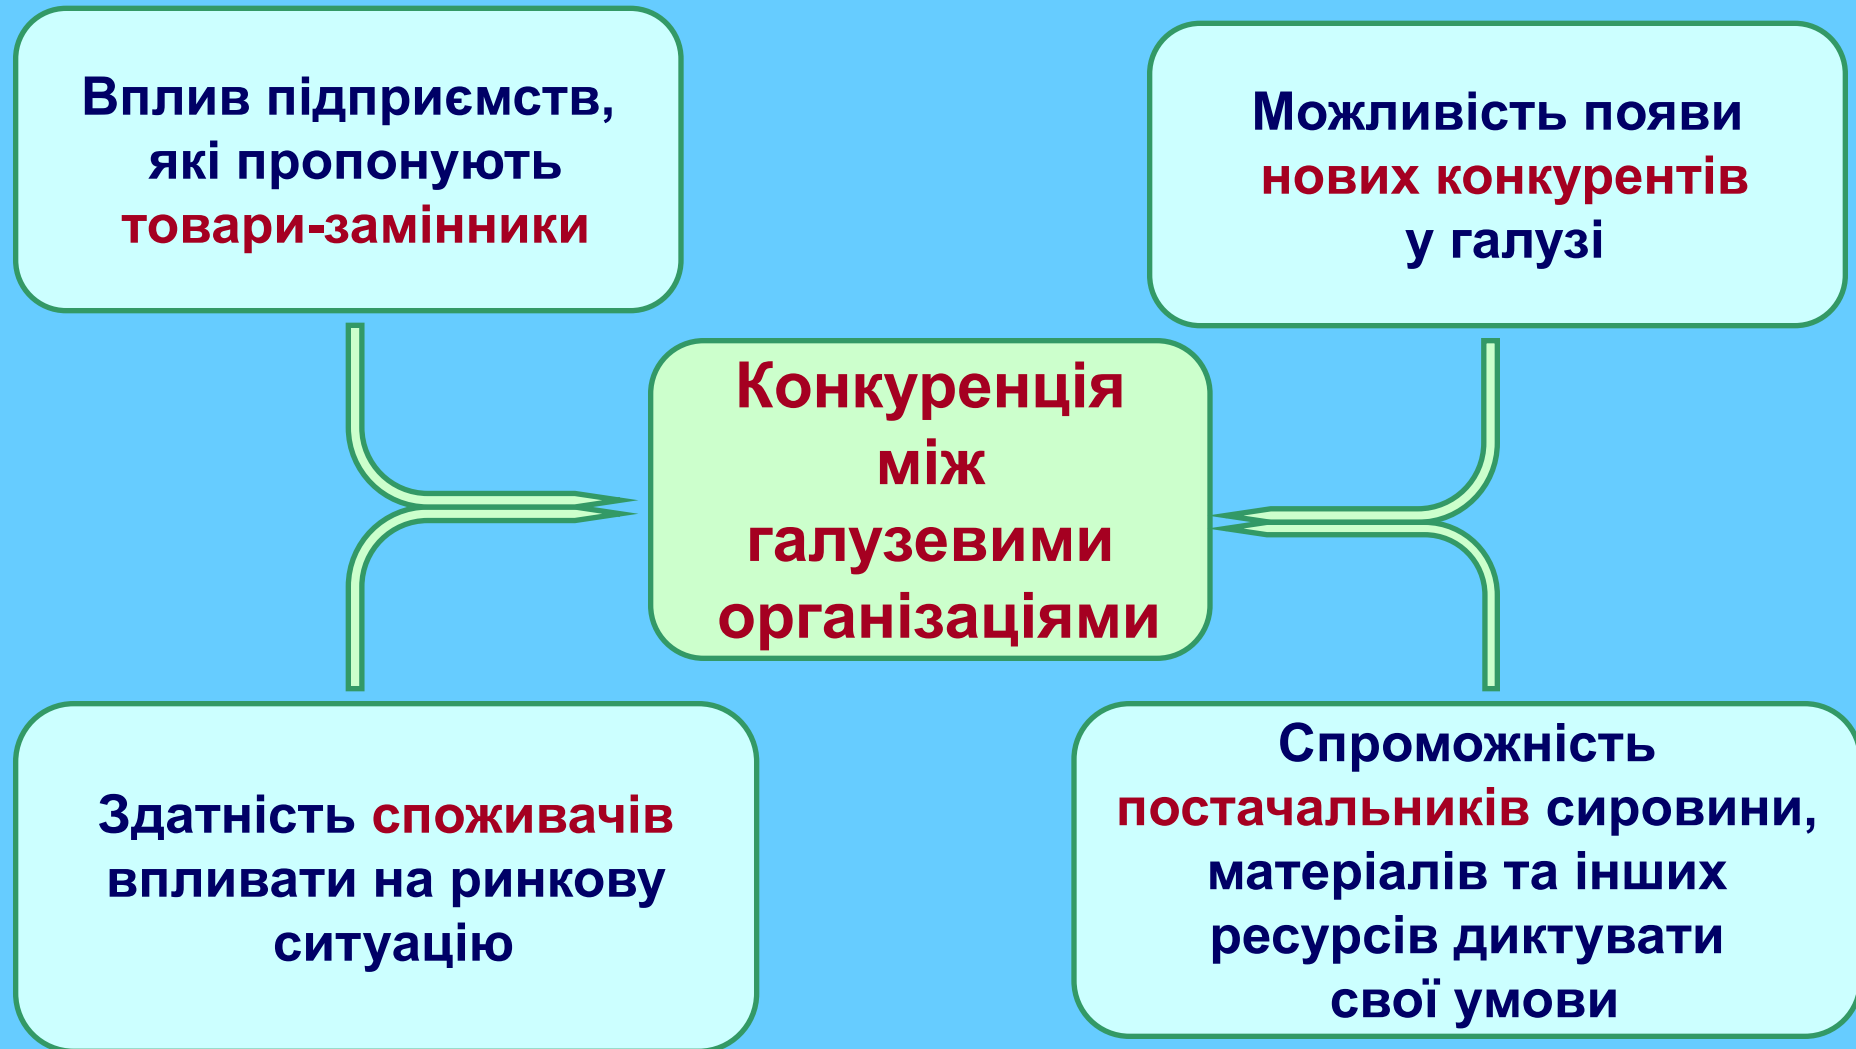 Вплив підприємств,
які пропонують
товари-замінники
Можливість появи
нових конкурентів
у галузі
Конкуренція
між
галузевими
організаціями
Здатність споживачів
впливати на ринкову
ситуацію
Спроможність
постачальників сировини,
матеріалів та інших
ресурсів диктувати
свої умови